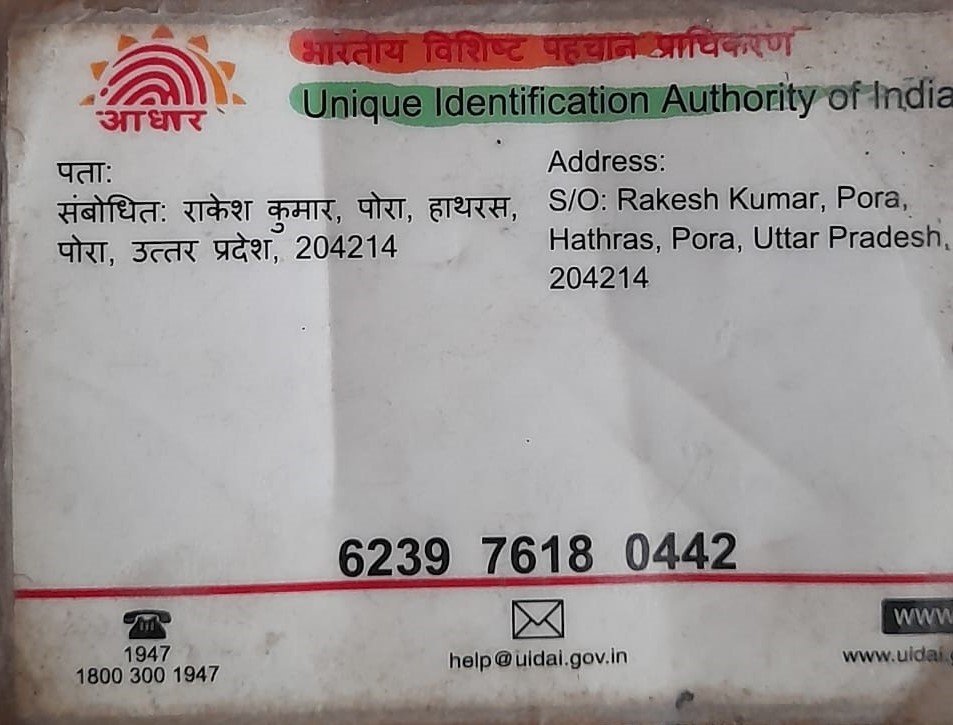 आधार
भारतीय विशिष्ट पहचान प्राधिकरण
Unique Identification Authority of India
पता:
संबोधित: राकेश कुमार, पोरा, हाथरस,
पोरा, उत्तर प्रदेश, 204214
Address:
S/O: Rakesh Kumar, Pora,
Hathras, Pora, Uttar Pradesh,
204214
6239 7618 0442
1947
1800 300 1947
help@uidai.gov.in
www
www.uidai.